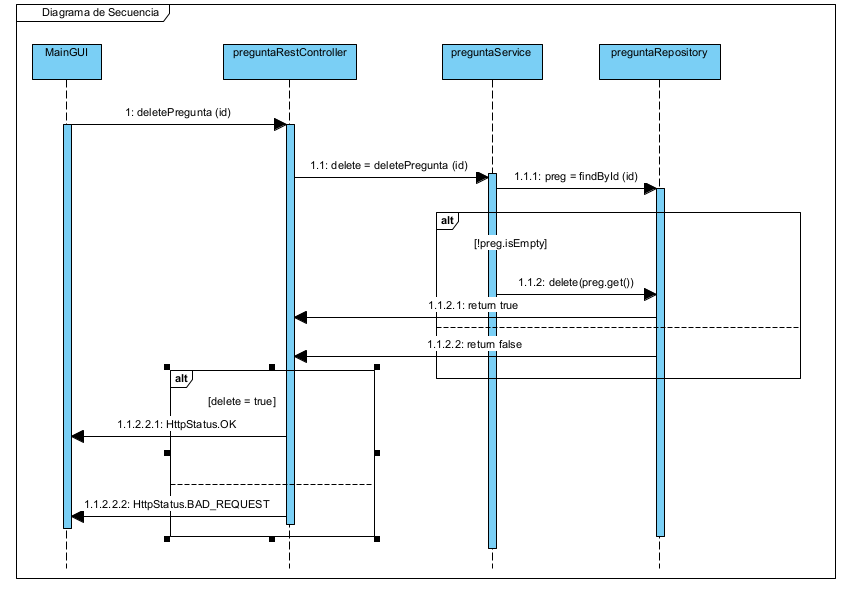 Diagrama de Secuencia
MainGUI
preguntaRestController
preguntaService
preguntaRepository
1: deletePregunta (id)
1.1: delete = deletePregunta (id)
1.1.1: preg = findById (id)
alt
[!preg.isEmpty]
1.1.2: delete(preg.get())
1.1.2.1: return true
1.1.2.2: return false
alt
[delete = true]
1.1.2.2.1: HttpStatus.OK
1.1.2.2.2: HttpStatus.BAD_REQUEST